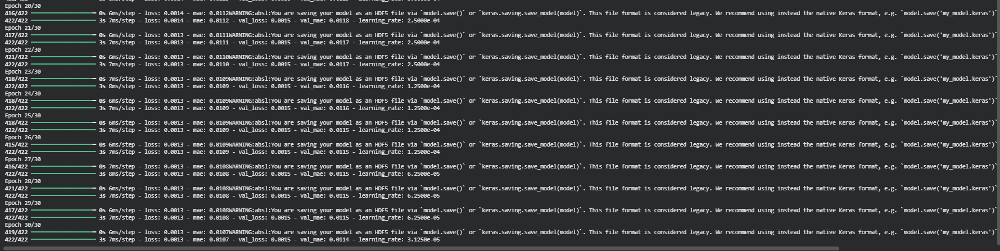 Epoch 20/30
416/422 ━━━━━━━━━━━━━━━━━━━━ 0s 6ms/step - loss: 0.0014 - mae: 0.0112WARNING:absl:You are saving your model as an HDF5 file via `model.save()` or `keras.saving.save_model(model)`. This file format is considered legacy. We recommend using instead the native Keras format, e.g. `model.save('my_model.keras')`
422/422 ━━━━━━━━━━━━━━━━━━━━ 3s 7ms/step - loss: 0.0014 - mae: 0.0112 - val_loss: 0.0015 - val_mae: 0.0118 - learning_rate: 2.5000e-04
Epoch 21/30
417/422 ━━━━━━━━━━━━━━━━━━━━ 0s 6ms/step - loss: 0.0013 - mae: 0.0111WARNING:absl:You are saving your model as an HDF5 file via `model.save()` or `keras.saving.save_model(model)`. This file format is considered legacy. We recommend using instead the native Keras format, e.g. `model.save('my_model.keras')`
422/422 ━━━━━━━━━━━━━━━━━━━━ 3s 7ms/step - loss: 0.0013 - mae: 0.0111 - val_loss: 0.0015 - val_mae: 0.0117 - learning_rate: 2.5000e-04
Epoch 22/30
421/422 ━━━━━━━━━━━━━━━━━━━━ 0s 6ms/step - loss: 0.0013 - mae: 0.0110WARNING:absl:You are saving your model as an HDF5 file via `model.save()` or `keras.saving.save_model(model)`. This file format is considered legacy. We recommend using instead the native Keras format, e.g. `model.save('my_model.keras')`
422/422 ━━━━━━━━━━━━━━━━━━━━ 3s 7ms/step - loss: 0.0013 - mae: 0.0110 - val_loss: 0.0015 - val_mae: 0.0117 - learning_rate: 2.5000e-04
Epoch 23/30
418/422 ━━━━━━━━━━━━━━━━━━━━ 0s 7ms/step - loss: 0.0013 - mae: 0.0109WARNING:absl:You are saving your model as an HDF5 file via `model.save()` or `keras.saving.save_model(model)`. This file format is considered legacy. We recommend using instead the native Keras format, e.g. `model.save('my_model.keras')`
422/422 ━━━━━━━━━━━━━━━━━━━━ 3s 8ms/step - loss: 0.0013 - mae: 0.0109 - val_loss: 0.0015 - val_mae: 0.0116 - learning_rate: 1.2500e-04
Epoch 24/30
418/422 ━━━━━━━━━━━━━━━━━━━━ 0s 6ms/step - loss: 0.0013 - mae: 0.0109WARNING:absl:You are saving your model as an HDF5 file via `model.save()` or `keras.saving.save_model(model)`. This file format is considered legacy. We recommend using instead the native Keras format, e.g. `model.save('my_model.keras')`
422/422 ━━━━━━━━━━━━━━━━━━━━ 3s 7ms/step - loss: 0.0013 - mae: 0.0109 - val_loss: 0.0015 - val_mae: 0.0116 - learning_rate: 1.2500e-04
Epoch 25/30
418/422 ━━━━━━━━━━━━━━━━━━━━ 0s 6ms/step - loss: 0.0013 - mae: 0.0109WARNING:absl:You are saving your model as an HDF5 file via `model.save()` or `keras.saving.save_model(model)`. This file format is considered legacy. We recommend using instead the native Keras format, e.g. `model.save('my_model.keras')`
422/422 ━━━━━━━━━━━━━━━━━━━━ 3s 7ms/step - loss: 0.0013 - mae: 0.0109 - val_loss: 0.0015 - val_mae: 0.0115 - learning_rate: 1.2500e-04
Epoch 26/30
415/422 ━━━━━━━━━━━━━━━━━━━━ 0s 6ms/step - loss: 0.0013 - mae: 0.0109WARNING:absl:You are saving your model as an HDF5 file via `model.save()` or `keras.saving.save_model(model)`. This file format is considered legacy. We recommend using instead the native Keras format, e.g. `model.save('my_model.keras')`
422/422 ━━━━━━━━━━━━━━━━━━━━ 3s 7ms/step - loss: 0.0013 - mae: 0.0109 - val_loss: 0.0015 - val_mae: 0.0115 - learning_rate: 1.2500e-04
Epoch 27/30
416/422 ━━━━━━━━━━━━━━━━━━━━ 0s 7ms/step - loss: 0.0013 - mae: 0.0108WARNING:absl:You are saving your model as an HDF5 file via `model.save()` or `keras.saving.save_model(model)`. This file format is considered legacy. We recommend using instead the native Keras format, e.g. `model.save('my_model.keras')`
422/422 ━━━━━━━━━━━━━━━━━━━━ 3s 8ms/step - loss: 0.0013 - mae: 0.0108 - val_loss: 0.0015 - val_mae: 0.0115 - learning_rate: 6.2500e-05
Epoch 28/30
421/422 ━━━━━━━━━━━━━━━━━━━━ 0s 6ms/step - loss: 0.0013 - mae: 0.0108WARNING:absl:You are saving your model as an HDF5 file via `model.save()` or `keras.saving.save_model(model)`. This file format is considered legacy. We recommend using instead the native Keras format, e.g. `model.save('my_model.keras')`
422/422 ━━━━━━━━━━━━━━━━━━━━ 3s 7ms/step - loss: 0.0013 - mae: 0.0108 - val_loss: 0.0015 - val_mae: 0.0115 - learning_rate: 6.2500e-05
Epoch 29/30
417/422 ━━━━━━━━━━━━━━━━━━━━ 0s 6ms/step - loss: 0.0013 - mae: 0.0108WARNING:absl:You are saving your model as an HDF5 file via `model.save()` or `keras.saving.save_model(model)`. This file format is considered legacy. We recommend using instead the native Keras format, e.g. `model.save('my_model.keras')`
422/422 ━━━━━━━━━━━━━━━━━━━━ 3s 7ms/step - loss: 0.0013 - mae: 0.0108 - val_loss: 0.0015 - val_mae: 0.0115 - learning_rate: 6.2500e-05
Epoch 30/30
419/422 ━━━━━━━━━━━━━━━━━━━━ 0s 6ms/step - loss: 0.0013 - mae: 0.0107WARNING:absl:You are saving your model as an HDF5 file via `model.save()` or `keras.saving.save_model(model)`. This file format is considered legacy. We recommend using instead the native Keras format, e.g. `model.save('my_model.keras')`
422/422 ━━━━━━━━━━━━━━━━━━━━ 3s 7ms/step - loss: 0.0013 - mae: 0.0107 - val_loss: 0.0015 - val_mae: 0.0114 - learning_rate: 3.1250e-05